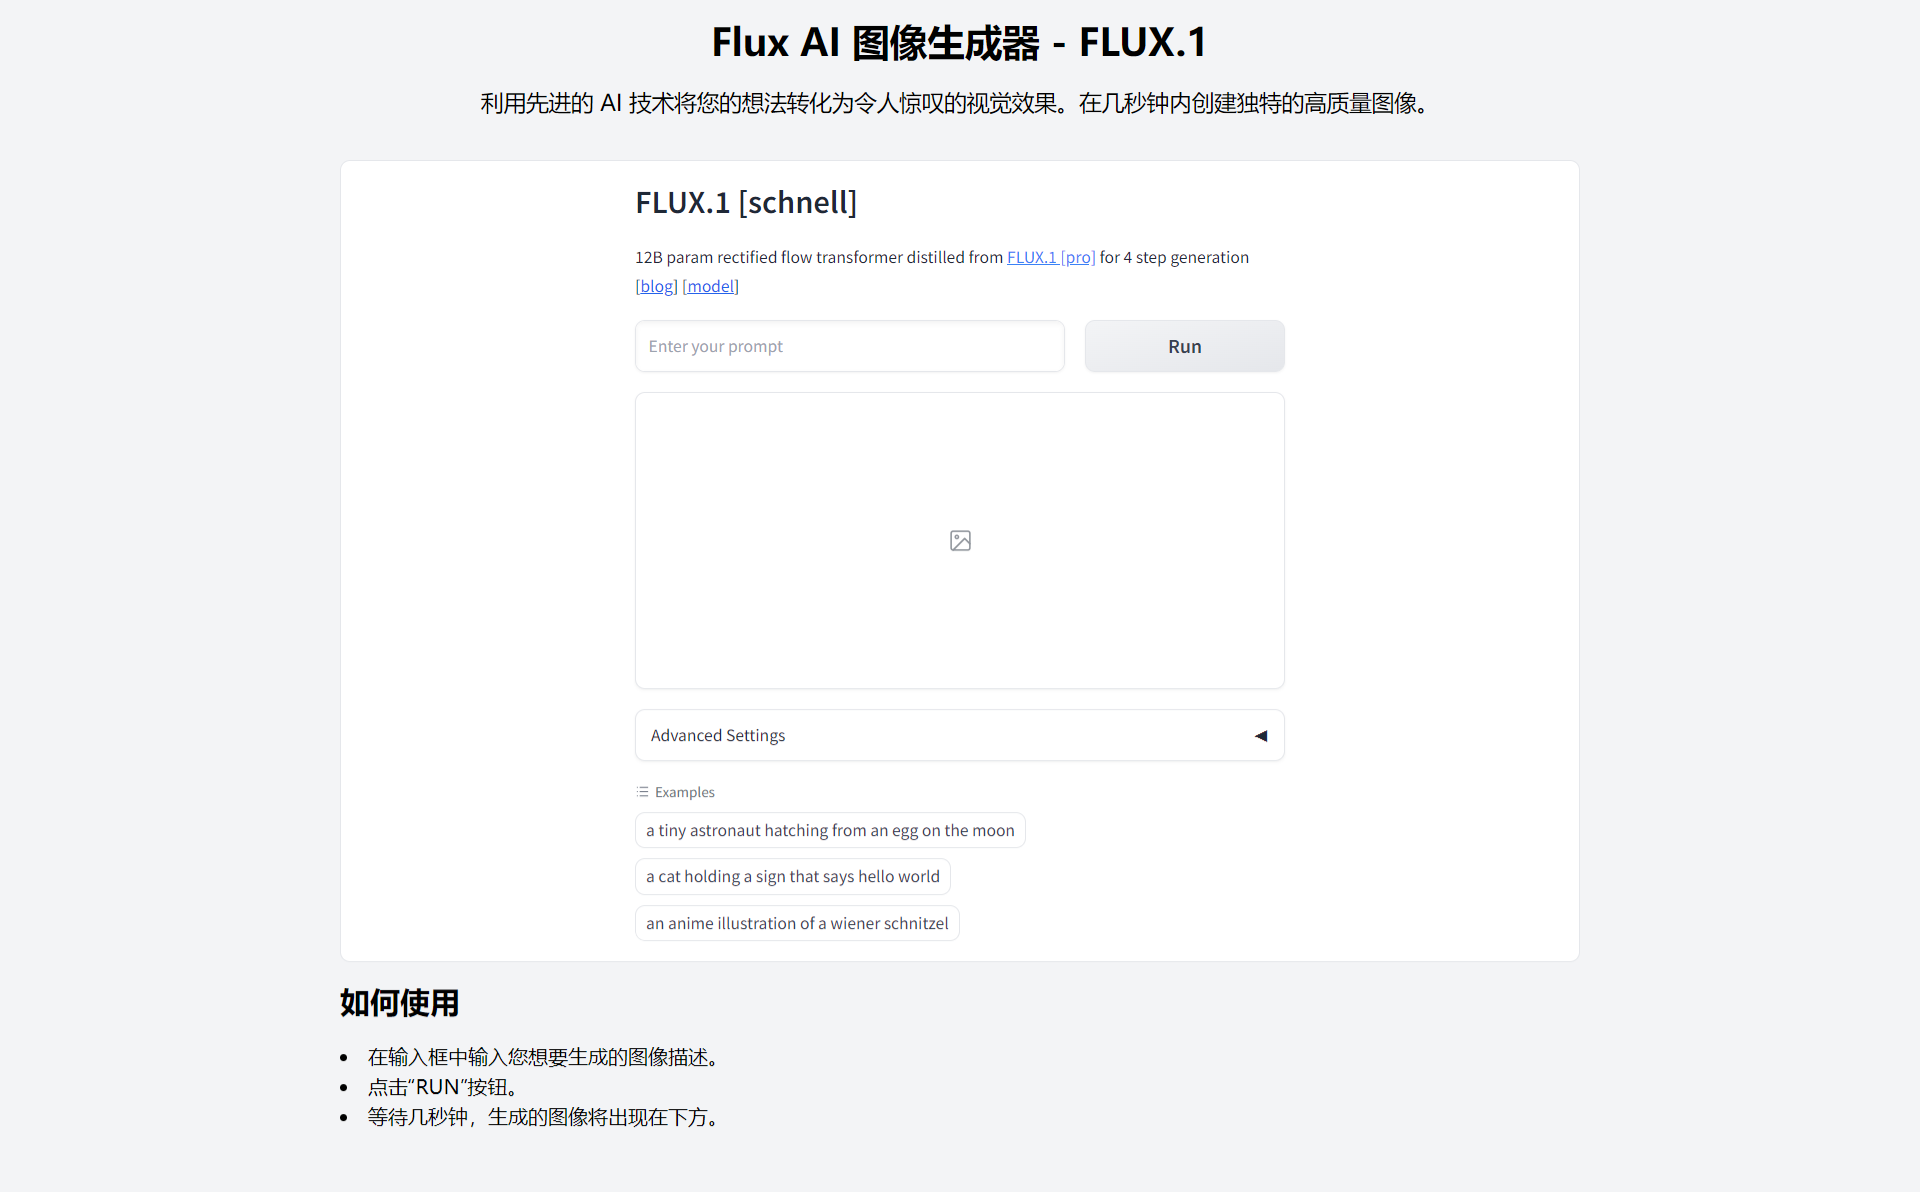 Flux AI 图像生成器 - FLUX.1
利用先进的 AI 技术将您的想法转化为令人惊叹的视觉效果。在几秒钟内创建独特的高质量图像。
FLUX.1 [schnell]
12B param rectified flow transformer distilled from FLUX.1 [pro] for 4 step generation
[blog] [model]
Enter your prompt
Run
Advanced Settings
Examples
a tiny astronaut hatching from an egg on the moon
a cat holding a sign that says hello world
an anime illustration of a wiener schnitzel
如何使用
• 在输入框中输入您想要生成的图像描述。
• 点击“RUN”按钮。
• 等待几秒钟，生成的图像将出现在下方。